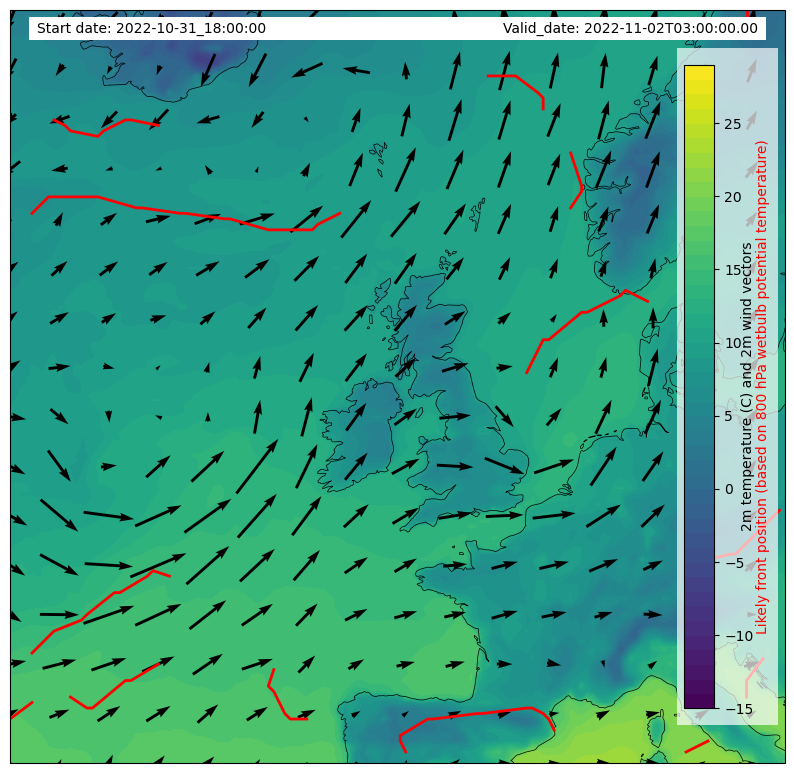 Start date: 2022-10-31_18:00:00
Valid_date: 2022-11-02T03:00:00.00
25
20
15
10
5
0
−5
−10
−15
2m temperature (C) and 2m wind vectors
Likely front position (based on 800 hPa wetbulb potential temperature)